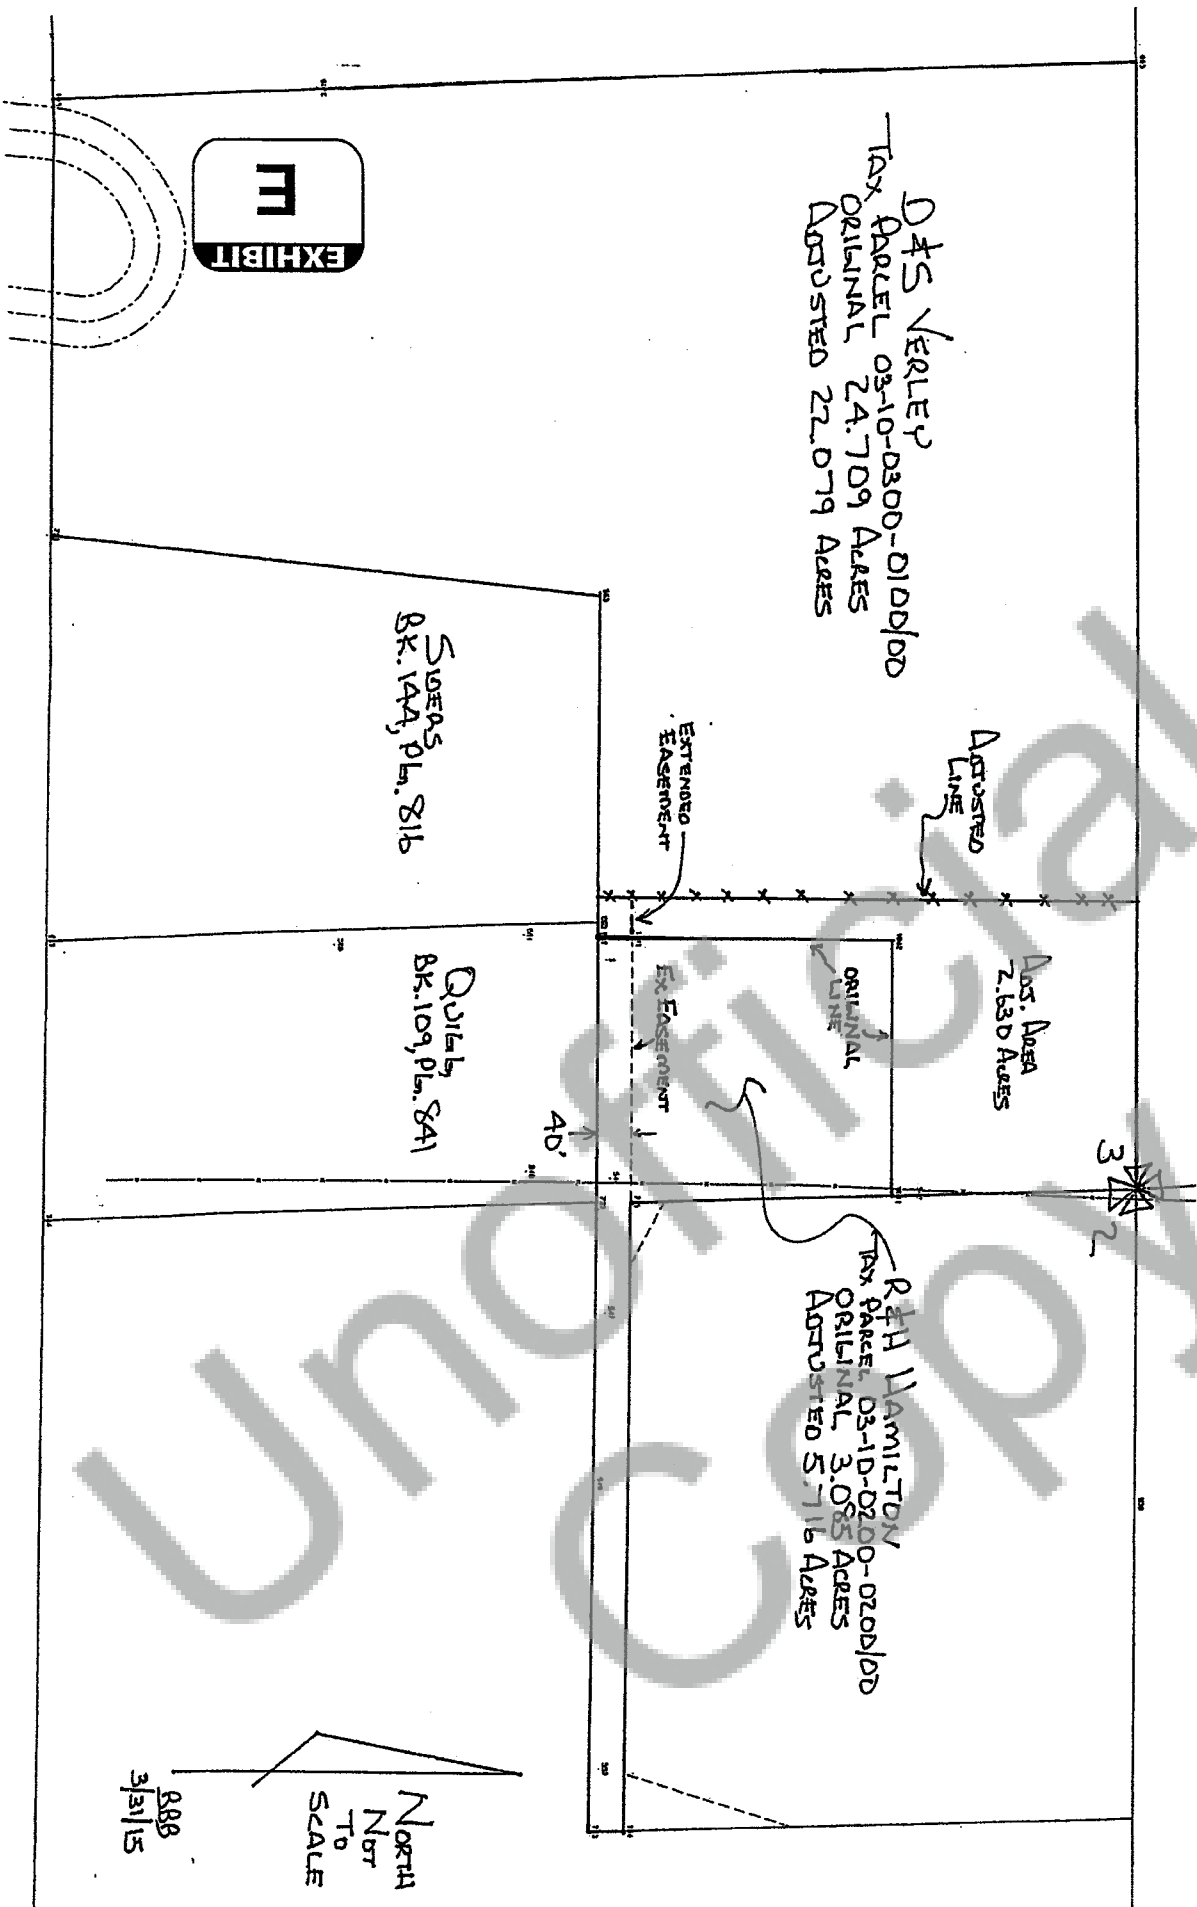 D & S VERLEY
TAX PARCEL 03-10-0300-0100/00
ORIGINAL 24.709 ACRES
ADJUSTED 22.079 ACRES
ADJUSTED
LINE
ADJ. AREA
2.630 ACRES
3
2
EXTENDED
EASEMENT
ORIGINAL
LINE
EX EASEMENT
40'
R & H HAMILTON
TAX PARCEL 03-10-0200-0200/00
ORIGINAL 3.085 ACRES
ADJUSTED 5.716 ACRES
BK. 144, PG. 816
BK. 109, PG. 841
EXHIBIT
E
NORTH
NOT
TO
SCALE
BBB
3/31/15
Unofficial
Copy